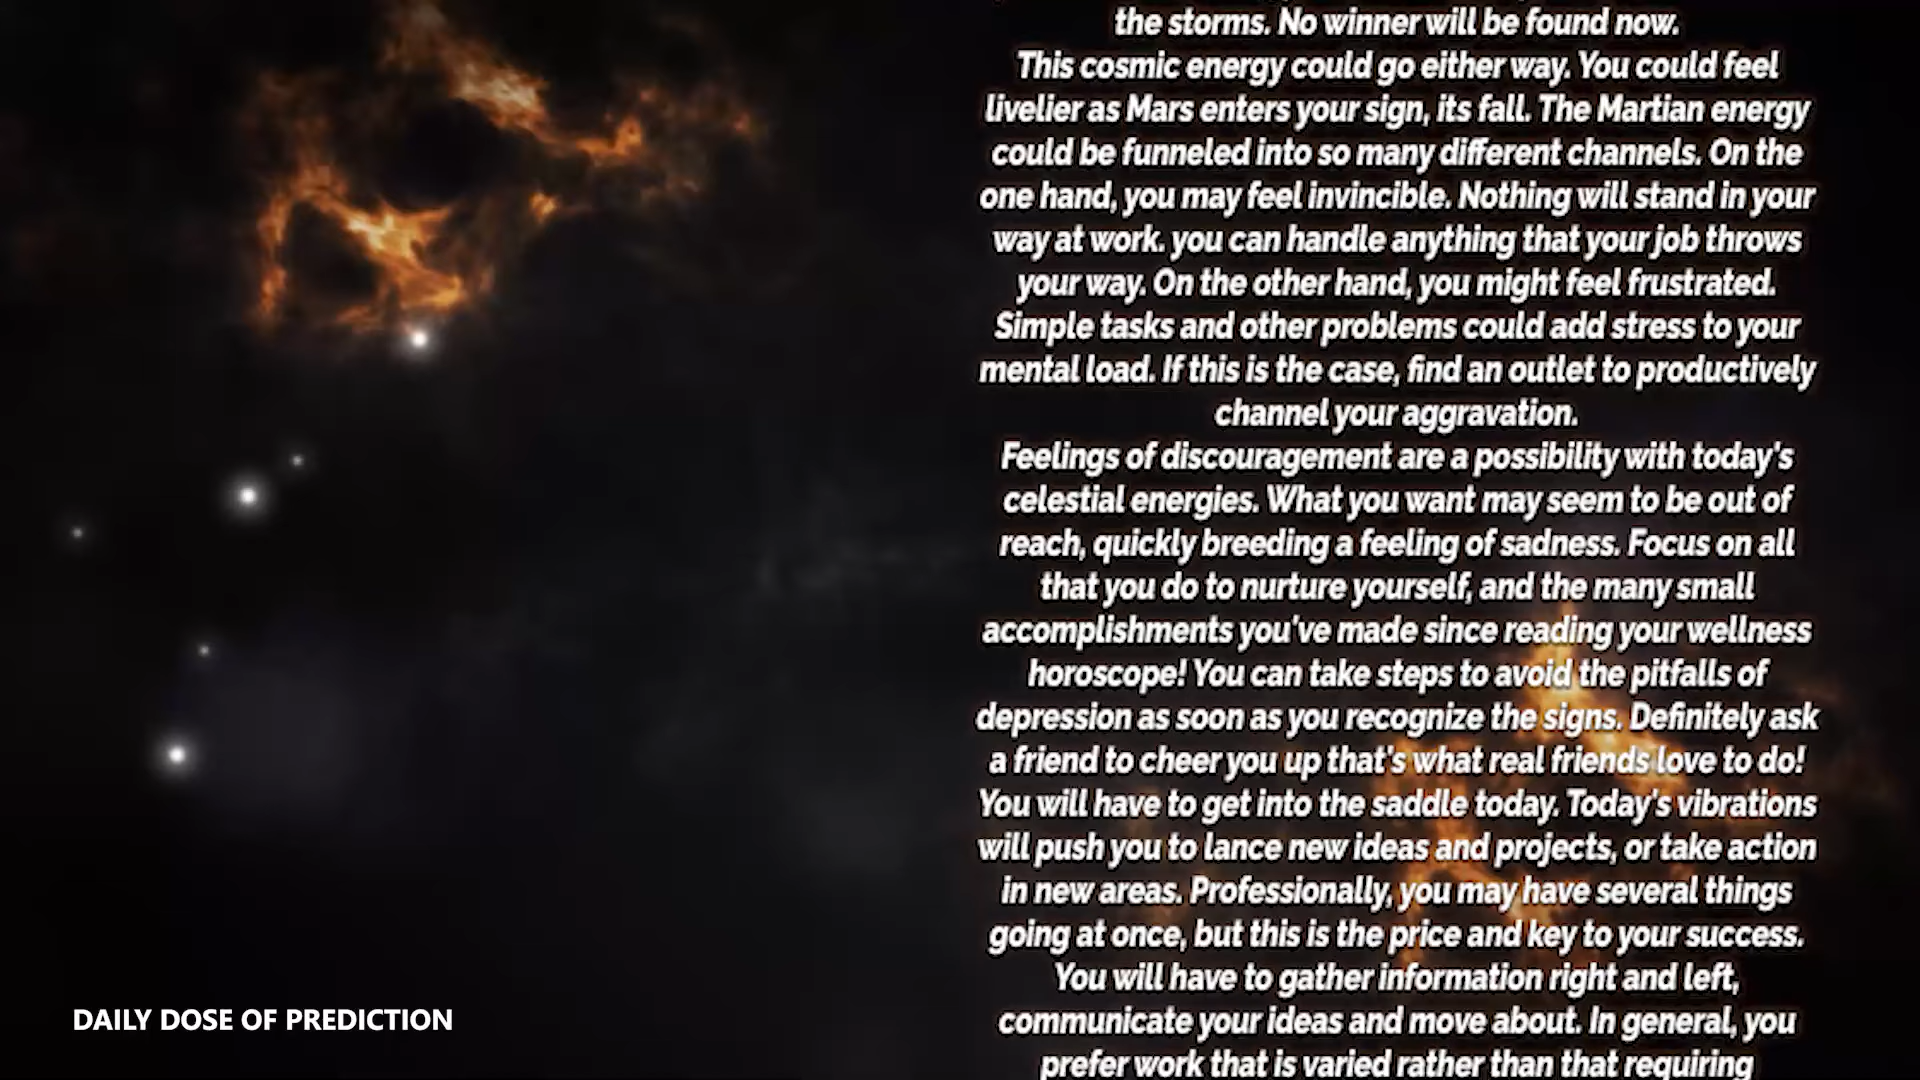 the storms. No winner will be found now.
This cosmic energy could go either way. You could feel
livelier as Mars enters your sign, its fall. The Martian energy
could be funneled into so many different channels. On the
one hand, you may feel invincible. Nothing will stand in your
way at work. you can handle anything that your job throws
your way. On the other hand, you might feel frustrated.
Simple tasks and other problems could add stress to your
mental load. If this is the case, find an outlet to productively
channel your aggravation.
Feelings of discouragement are a possibility with today's
celestial energies. What you want may seem to be out of
reach, quickly breeding a feeling of sadness. Focus on all
that you do to nurture yourself, and the many small
accomplishments you've made since reading your wellness
horoscope! You can take steps to avoid the pitfalls of
depression as soon as you recognize the signs. Definitely ask
a friend to cheer you up that's what real friends love to do!
You will have to get into the saddle today. Today's vibrations
will push you to lance new ideas and projects, or take action
in new areas. Professionally, you may have several things
going at once, but this is the price and key to your success.
You will have to gather information right and left,
communicate your ideas and move about. In general, you
prefer work that is varied rather than that requiring
DAILY DOSE OF PREDICTION